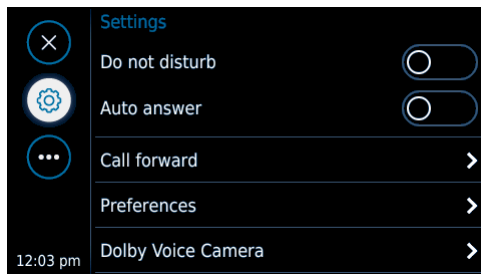 Settings
Do not disturb
Auto answer
Call forward
Preferences
Dolby Voice Camera
12:03 pm